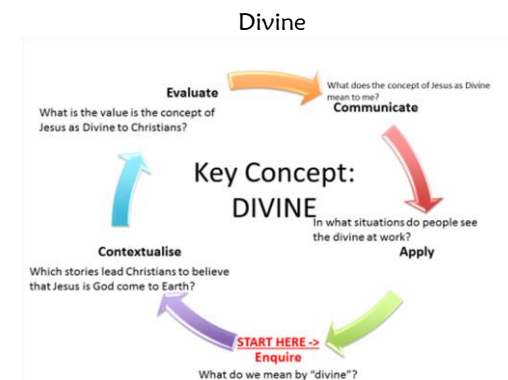 Divine
Evaluate
What is the value is the concept of
Jesus as Divine to Christians?
What does the concept of Jesus as Divine
mean to me?
Communicate
Key Concept:
DIVINE
In what situations do people see
the divine at work?
Apply
Contextualise
Which stories lead Christians to believe
that Jesus is God come to Earth?
START HERE ->
Enquire
What do we mean by “divine”?